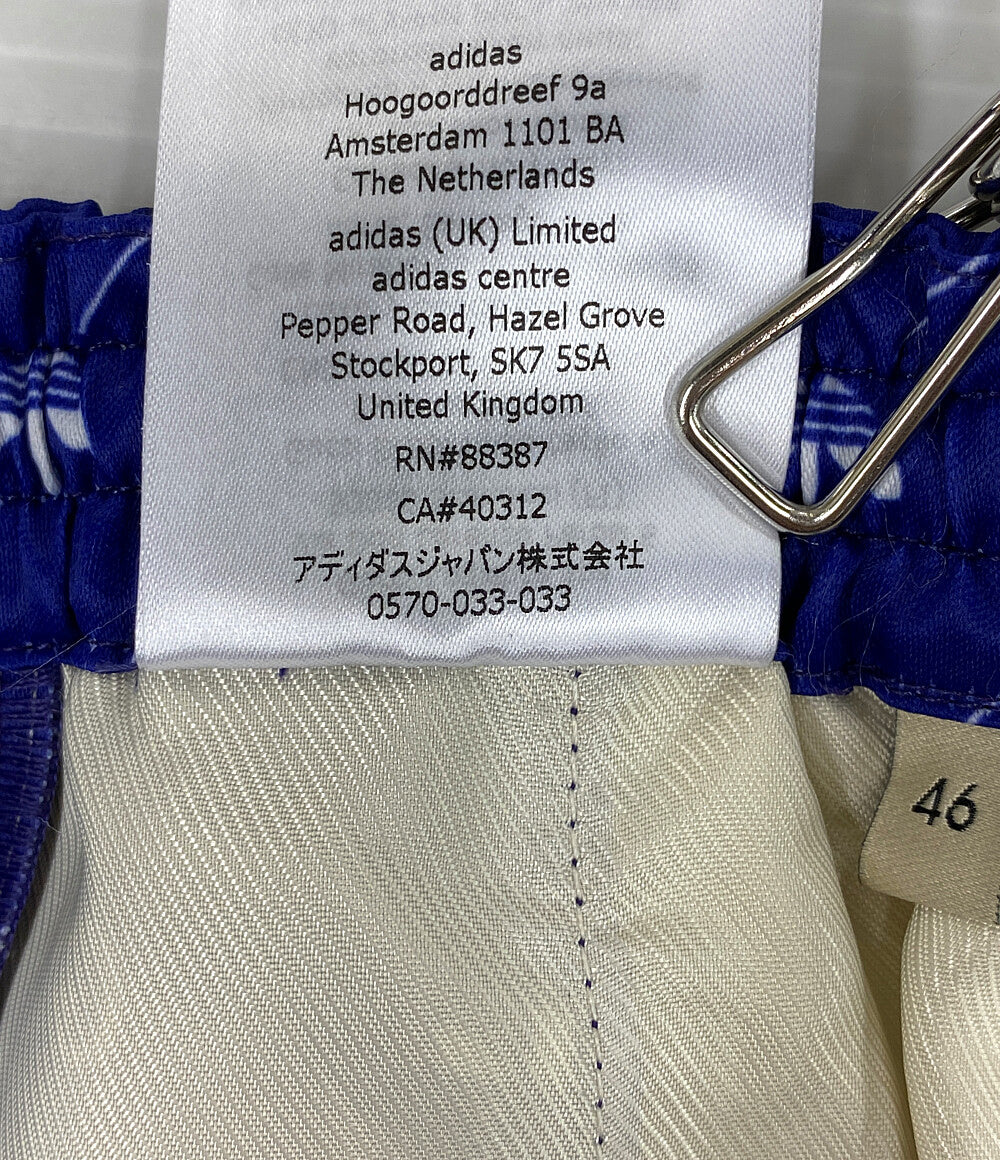 adidas
Hoogoorddreef 9a
Amsterdam 1101 BA
The Netherlands
adidas (UK) Limited
adidas centre
Pepper Road, Hazel Grove
Stockport, SK7 5SA
United Kingdom
RN#88387
CA#40312
アディダスジャパン株式会社
0570-033-033
46